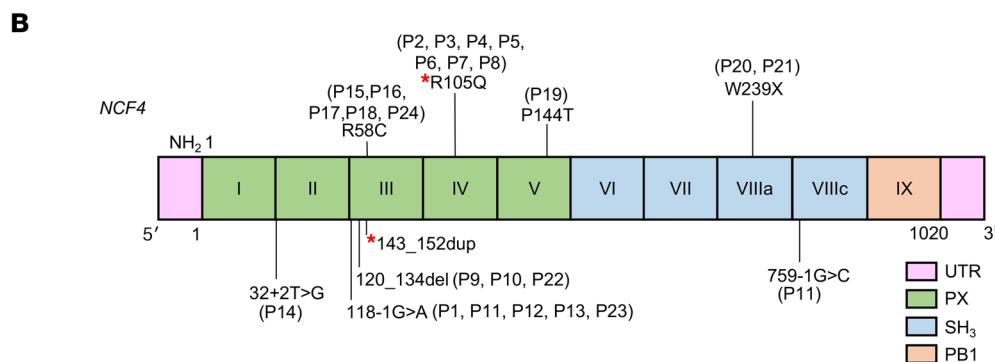 B
(P2, P3, P4, P5,
P6, P7, P8)
*R105Q
(P15,P16,
P17,P18, P24)
R58C
(P19)
P144T
(P20, P21)
W239X
NCF4
NH₂ 1
I II III IV V VI VII VIIIa VIIIc IX
5′ 1 1020 3′
*143_152dup
120_134del (P9, P10, P22)
118-1G>A (P1, P11, P12, P13, P23)
32+2T>G
(P14)
759-1G>C
(P11)
UTR
PX
SH₃
PB1